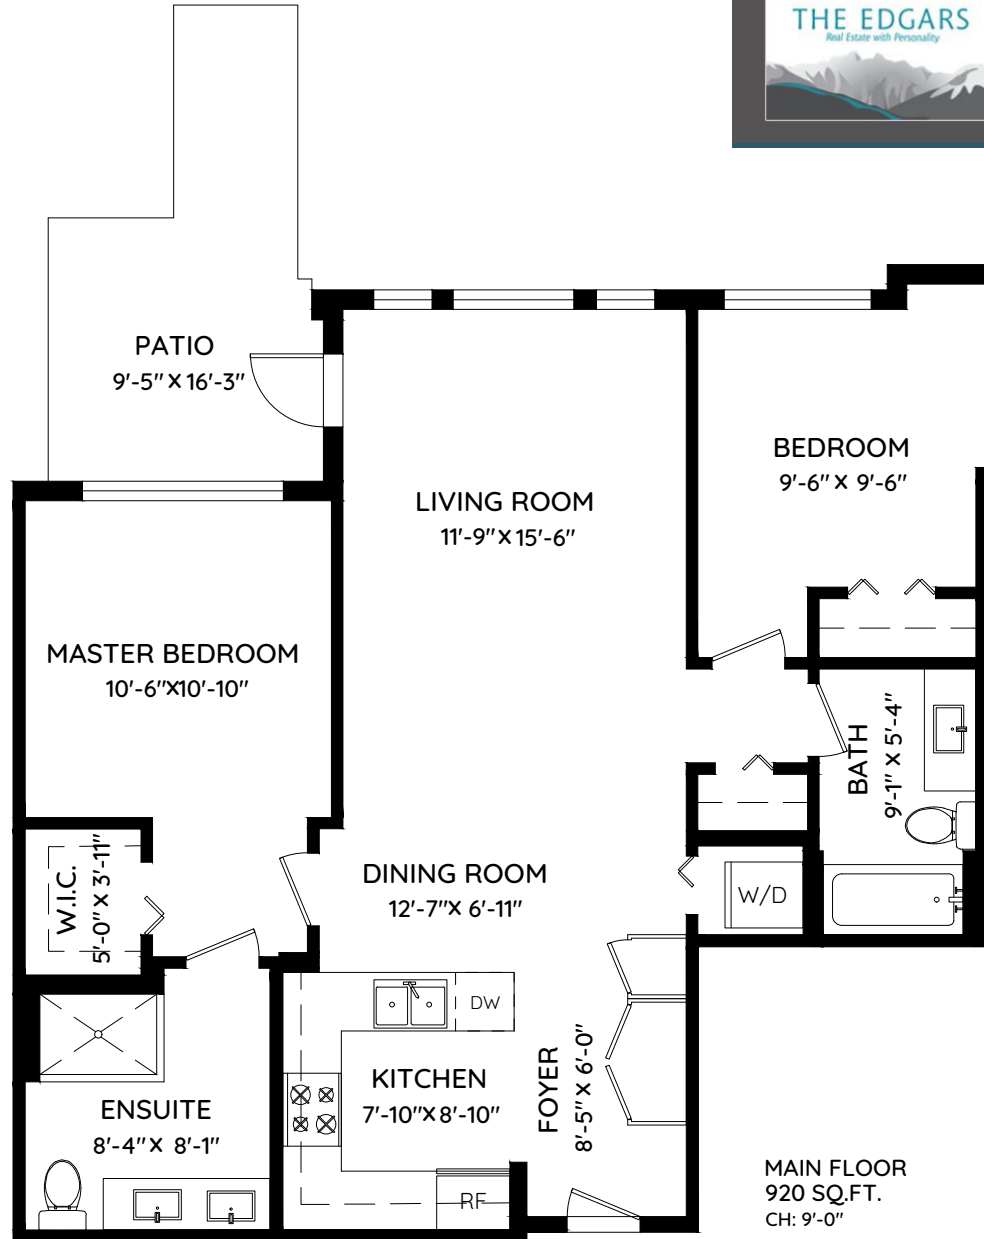 THE EDGARS
Real Estate with Personality
PATIO
9'-5" X 16'-3"
BEDROOM
9'-6" X 9'-6"
LIVING ROOM
11'-9" X 15'-6"
MASTER BEDROOM
10'-6"X10'-10"
BATH
9'-1" X 5'-4"
W.I.C.
5'-0" X 3'-11"
DINING ROOM
12'-7"X 6'-11"
W/D
DW
KITCHEN
7'-10"X 8'-10"
FOYER
8'-5" X 6'-0"
ENSUITE
8'-4"X 8'-1"
RF
MAIN FLOOR
920 SQ.FT.
CH: 9'-0"